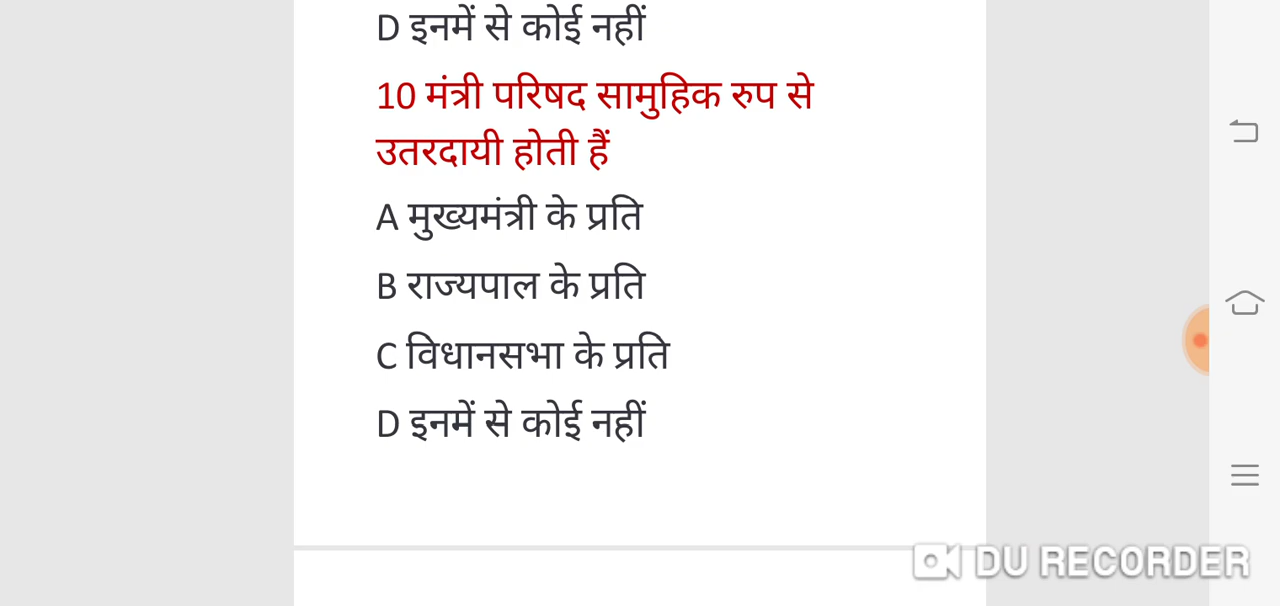 D इनमें से कोई नहीं
10 मंत्री परिषद सामुहिक रुप से
उतरदायी होती हैं
A मुख्यमंत्री के प्रति
B राज्यपाल के प्रति
C विधानसभा के प्रति
D इनमें से कोई नहीं
DU RECORDER